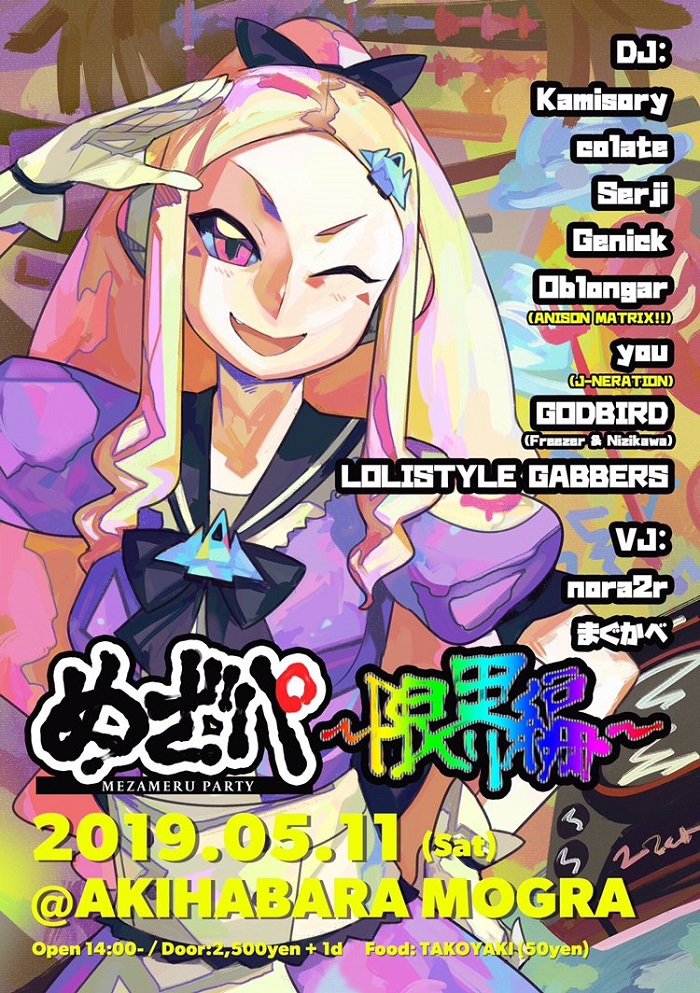 DJ:
Kamisory
colate
Serji
Genick
Oblongar
(ANISON MATRIX!!)
you
(J-NERATION)
GODBIRD
(Freezer & Nizikawa)
LOLISTYLE GABBERS
VJ:
nora2r
まぐかべ
めざパ
~限界編~
MEZAMERU PARTY
2019.05.11 (Sat)
@AKIHABARA MOGRA
Open 14:00- / Door:2,500yen + 1d Food: TAKOYAKI (50yen)